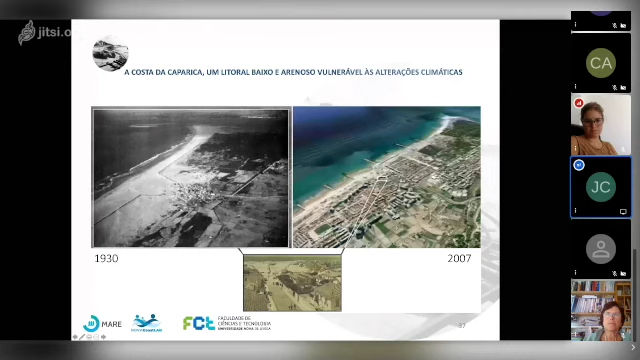 jitsi.o
A COSTA DA CAPARICA, UM LITORAL BAIXO E ARENOSO VULNERÁVEL ÀS ALTERAÇÕES CLIMÁTICAS
1930
2007
MARE
FCT FACULDADE DE
CIÊNCIAS E TECNOLOGIA
UNIVERSIDADE NOVA DE LISBOA
37
CA
JC